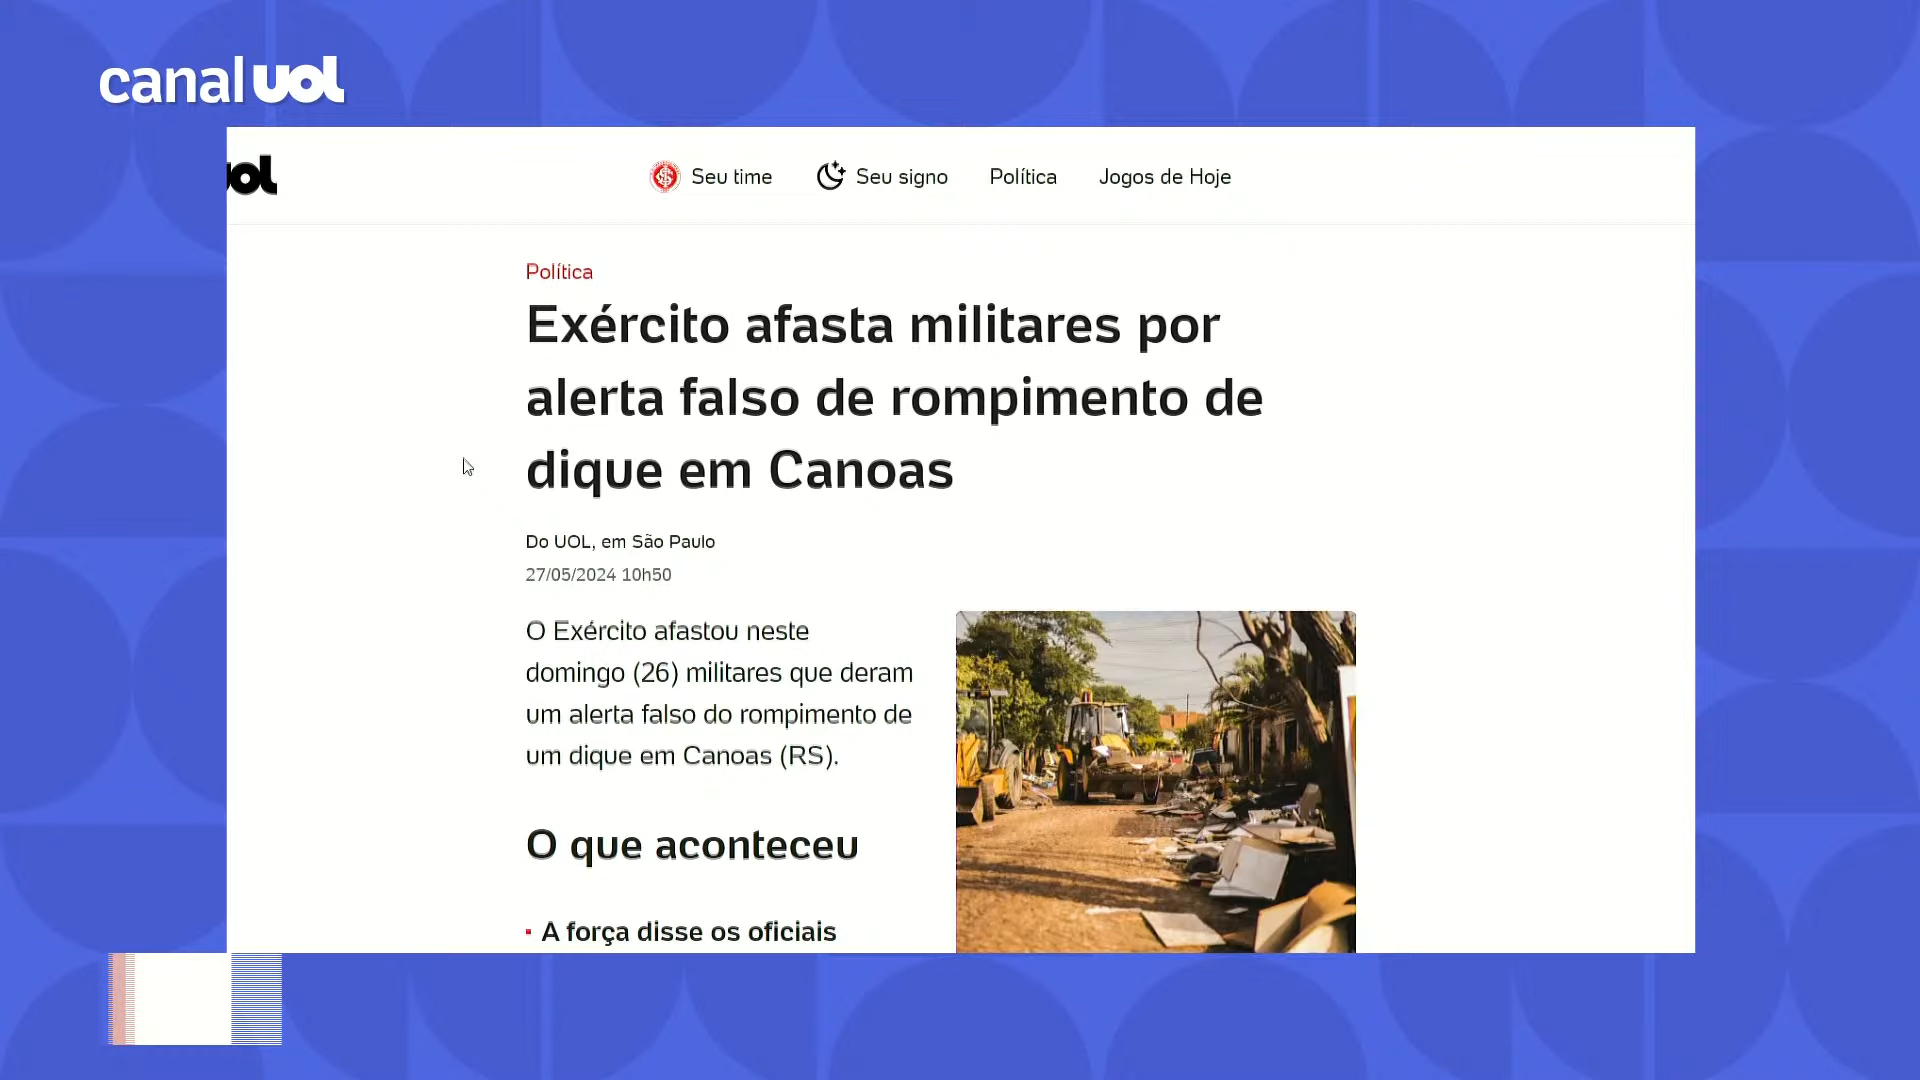 canal uol
uol
Seu time
Seu signo
Política
Jogos de Hoje
Política
Exército afasta militares por
alerta falso de rompimento de
dique em Canoas
Do UOL, em São Paulo
27/05/2024 10h50
O Exército afastou neste
domingo (26) militares que deram
um alerta falso do rompimento de
um dique em Canoas (RS).
O que aconteceu
A força disse os oficiais